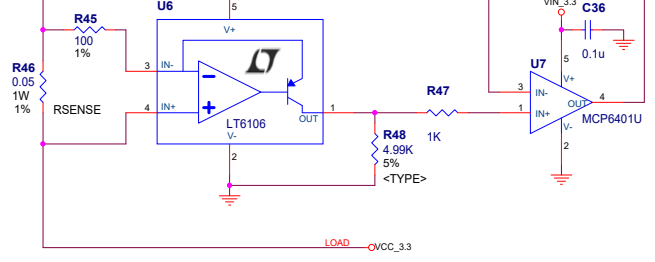 U6
5
V+
R45
100
1%
3
IN-
R46
0.05
1W
1%
RSENSE
4
IN+
LT6106
V-
2
1
OUT
R47
1K
R48
4.99K
5%
<TYPE>
VIN_3.3
C36
0.1u
U7
5
V+
3
IN-
1
IN+
OUT
4
MCP6401U
V-
2
LOAD
VCC_3.3